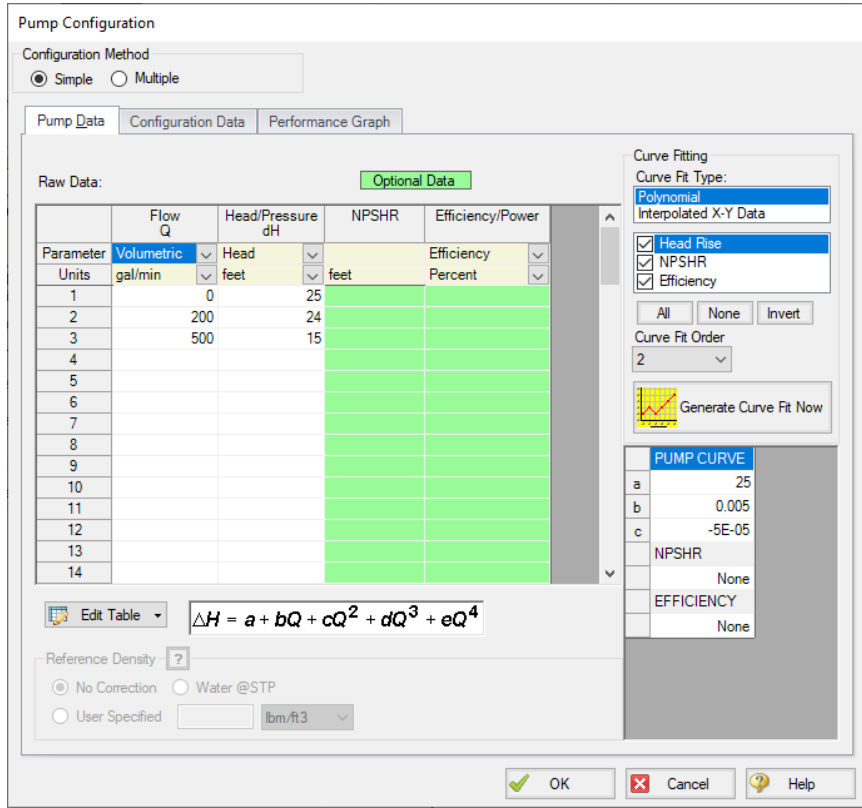 Pump Configuration
Configuration Method
Simple Multiple
Pump Data Configuration Data Performance Graph
Raw Data: Optional Data
Flow Q Head/Pressure dH NPSHR Efficiency/Power
Parameter Volumetric Head Efficiency
Units gal/min feet feet Percent
1 0 25
2 200 24
3 500 15
4
5
6
7
8
9
10
11
12
13
14
Edit Table ΔH = a + bQ + cQ² + dQ³ + eQ⁴
Reference Density ?
No Correction Water @STP
User Specified lbm/ft3
Curve Fitting
Curve Fit Type:
Polynomial
Interpolated X-Y Data
Head Rise
NPSHR
Efficiency
All None Invert
Curve Fit Order
2
Generate Curve Fit Now
PUMP CURVE
a 25
b 0.005
c -5E-05
NPSHR
None
EFFICIENCY
None
OK Cancel Help